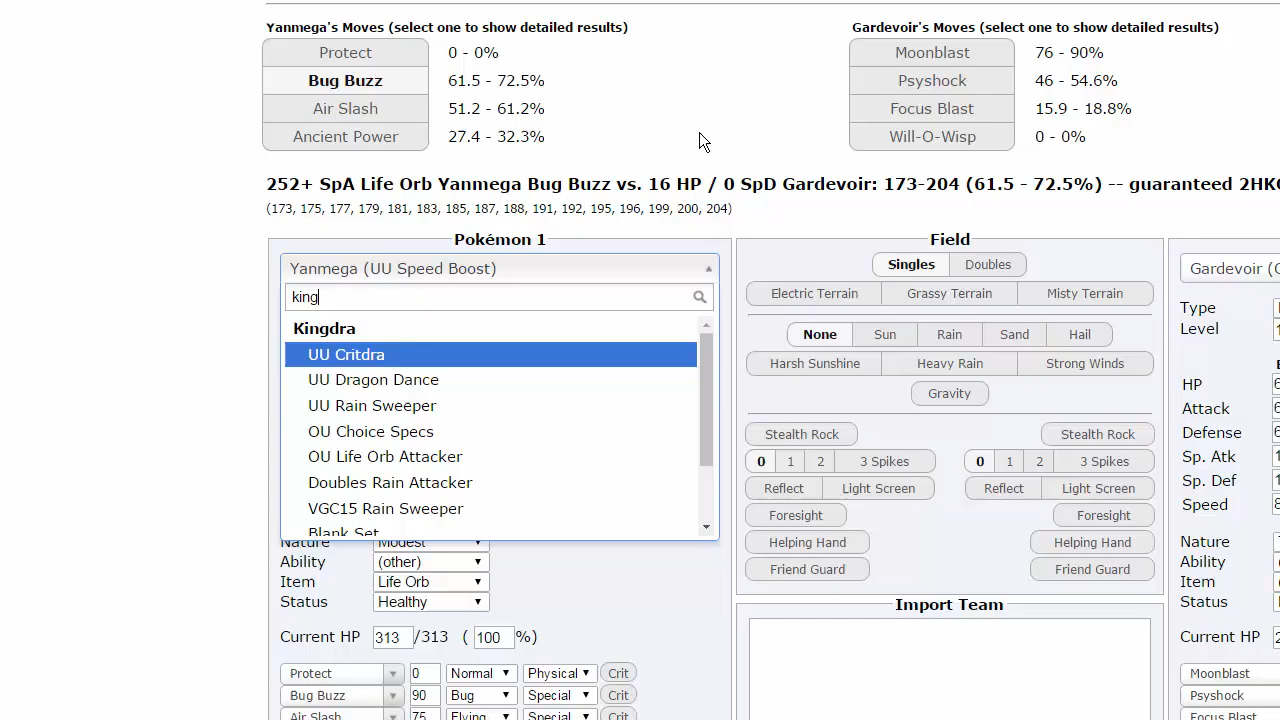 Yanmega's Moves (select one to show detailed results)
Protect 0 - 0%
Bug Buzz 61.5 - 72.5%
Air Slash 51.2 - 61.2%
Ancient Power 27.4 - 32.3%
Gardevoir's Moves (select one to show detailed results)
Moonblast 76 - 90%
Psyshock 46 - 54.6%
Focus Blast 15.9 - 18.8%
Will-O-Wisp 0 - 0%
252+ SpA Life Orb Yanmega Bug Buzz vs. 16 HP / 0 SpD Gardevoir: 173-204 (61.5 - 72.5%) -- guaranteed 2HKO
(173, 175, 177, 179, 181, 183, 185, 187, 188, 191, 192, 195, 196, 199, 200, 204)
Pokémon 1
Yanmega (UU Speed Boost)
king
Kingdra
UU Critdra
UU Dragon Dance
UU Rain Sweeper
OU Choice Specs
OU Life Orb Attacker
Doubles Rain Attacker
VGC15 Rain Sweeper
Blank Set
Nature Modest
Ability (other)
Item Life Orb
Status Healthy
Current HP 313 /313 ( 100 %)
Protect 0 Normal Physical Crit
Bug Buzz 90 Bug Special Crit
Air Slash 75 Flying Special Crit
Field
Singles Doubles
Electric Terrain Grassy Terrain Misty Terrain
None Sun Rain Sand Hail
Harsh Sunshine Heavy Rain Strong Winds
Gravity
Stealth Rock Stealth Rock
0 1 2 3 Spikes 0 1 2 3 Spikes
Reflect Light Screen Reflect Light Screen
Foresight Foresight
Helping Hand Helping Hand
Friend Guard Friend Guard
Import Team
Gardevoir (
Type
Level
HP
Attack
Defense
Sp. Atk
Sp. Def
Speed
Nature
Ability
Item
Status
Current HP
Moonblast
Psyshock
Focus Blast